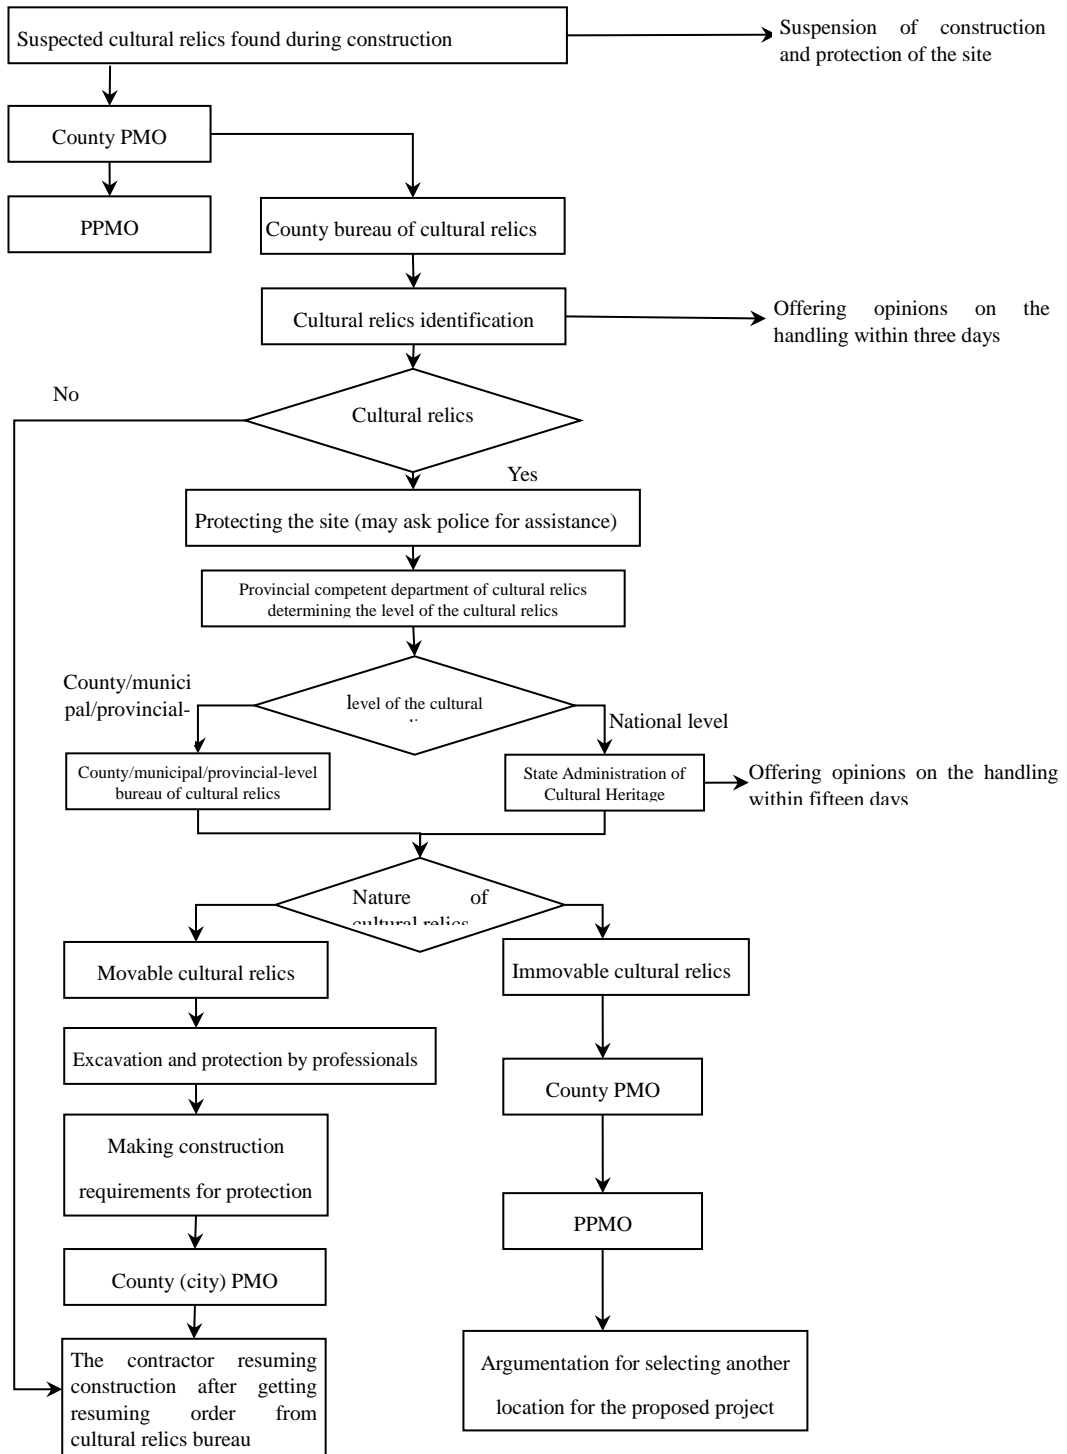 Suspected cultural relics found during construction
Suspension of construction
and protection of the site
County PMO
PPMO
County bureau of cultural relics
Cultural relics identification
Offering opinions on the
handling within three days
No
Cultural relics
Yes
Protecting the site (may ask police for assistance)
Provincial competent department of cultural relics
determining the level of the cultural relics
County/munici
pal/provincial-
level of the cultural
National level
County/municipal/provincial-level
bureau of cultural relics
State Administration of
Cultural Heritage
Offering opinions on the handling
within fifteen days
Nature of
cultural relics
Movable cultural relics
Immovable cultural relics
Excavation and protection by professionals
County PMO
Making construction
requirements for protection
PPMO
County (city) PMO
The contractor resuming
construction after getting
resuming order from
cultural relics bureau
Argumentation for selecting another
location for the proposed project